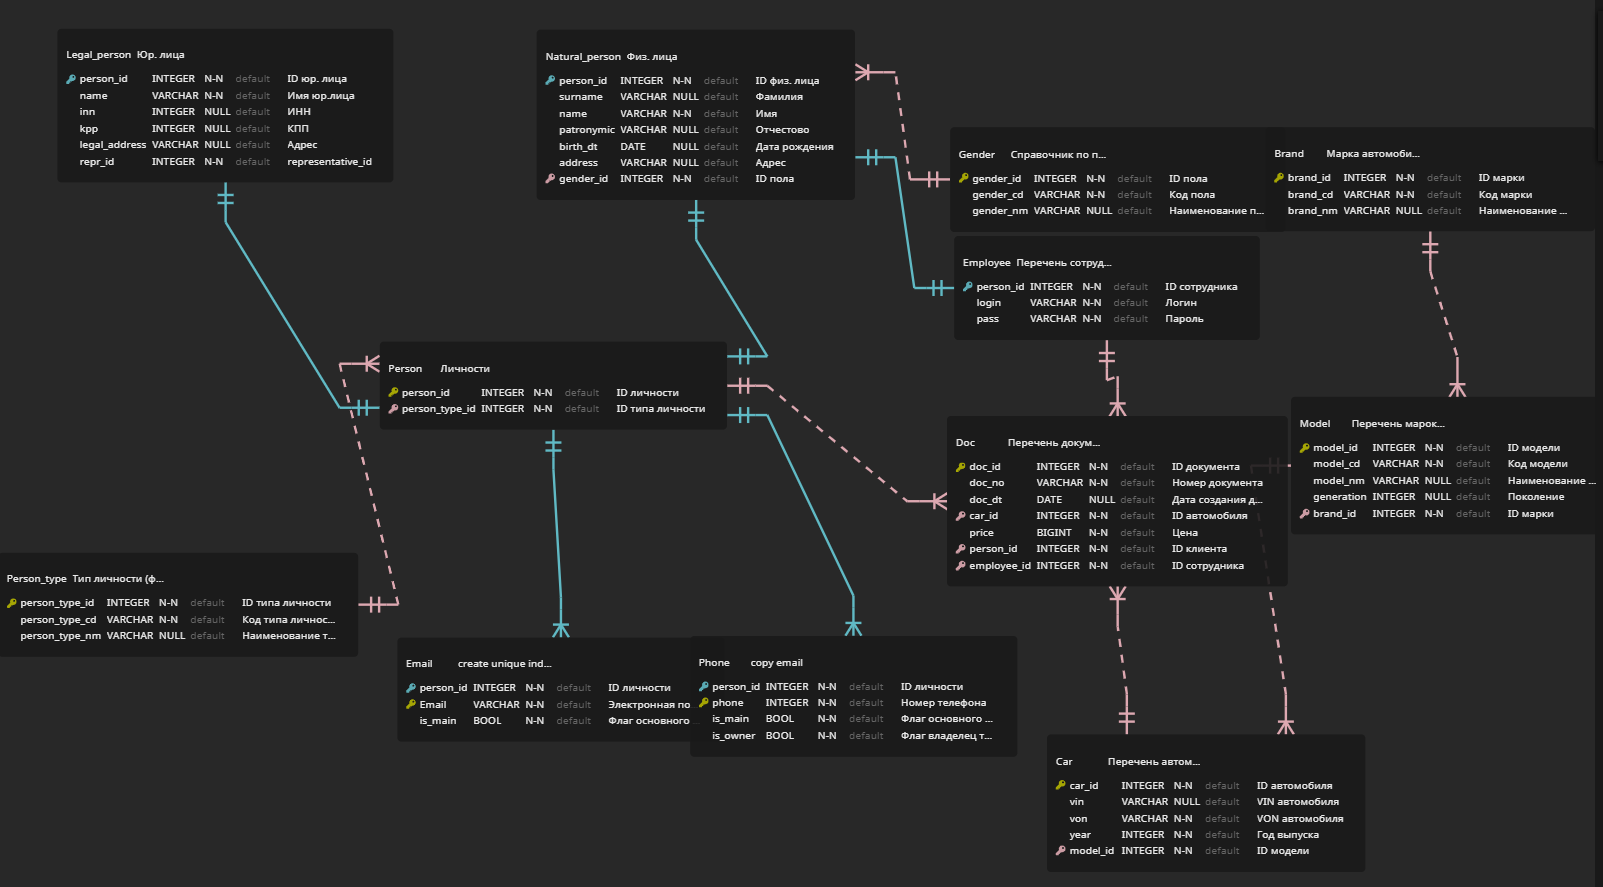 Legal_person Юр. лица
person_id INTEGER N-N default ID юр. лица
name VARCHAR N-N default Имя юр.лица
inn INTEGER NULL default ИНН
kpp INTEGER NULL default КПП
legal_address VARCHAR NULL default Адрес
repr_id INTEGER N-N default representative_id
Natural_person Физ. лица
person_id INTEGER N-N default ID физ. лица
surname VARCHAR NULL default Фамилия
name VARCHAR N-N default Имя
patronymic VARCHAR NULL default Отчестово
birth_dt DATE NULL default Дата рождения
address VARCHAR NULL default Адрес
gender_id INTEGER N-N default ID пола
Gender Справочник по п...
gender_id INTEGER N-N default ID пола
gender_cd VARCHAR N-N default Код пола
gender_nm VARCHAR NULL default Наименование п...
Brand Марка автомоби...
brand_id INTEGER N-N default ID марки
brand_cd VARCHAR N-N default Код марки
brand_nm VARCHAR NULL default Наименование ...
Employee Перечень сотруд...
person_id INTEGER N-N default ID сотрудника
login VARCHAR N-N default Логин
pass VARCHAR N-N default Пароль
Person Личности
person_id INTEGER N-N default ID личности
person_type_id INTEGER N-N default ID типа личности
Doc Перечень докум...
doc_id INTEGER N-N default ID документа
doc_no VARCHAR N-N default Номер документа
doc_dt DATE NULL default Дата создания д...
car_id INTEGER N-N default ID автомобиля
price BIGINT N-N default Цена
person_id INTEGER N-N default ID клиента
employee_id INTEGER N-N default ID сотрудника
Model Перечень марок...
model_id INTEGER N-N default ID модели
model_cd VARCHAR N-N default Код модели
model_nm VARCHAR NULL default Наименование ...
generation INTEGER NULL default Поколение
brand_id INTEGER N-N default ID марки
Person_type Тип личности (ф...
person_type_id INTEGER N-N default ID типа личности
person_type_cd VARCHAR N-N default Код типа личнос...
person_type_nm VARCHAR NULL default Наименование т...
Email create unique ind...
person_id INTEGER N-N default ID личности
Email VARCHAR N-N default Электронная по
is_main BOOL N-N default Флаг основного
Phone copy email
person_id INTEGER N-N default ID личности
phone INTEGER N-N default Номер телефона
is_main BOOL N-N default Флаг основного ...
is_owner BOOL N-N default Флаг владелец т...
Car Перечень автом...
car_id INTEGER N-N default ID автомобиля
vin VARCHAR NULL default VIN автомобиля
von VARCHAR N-N default VON автомобиля
year INTEGER N-N default Год выпуска
model_id INTEGER N-N default ID модели